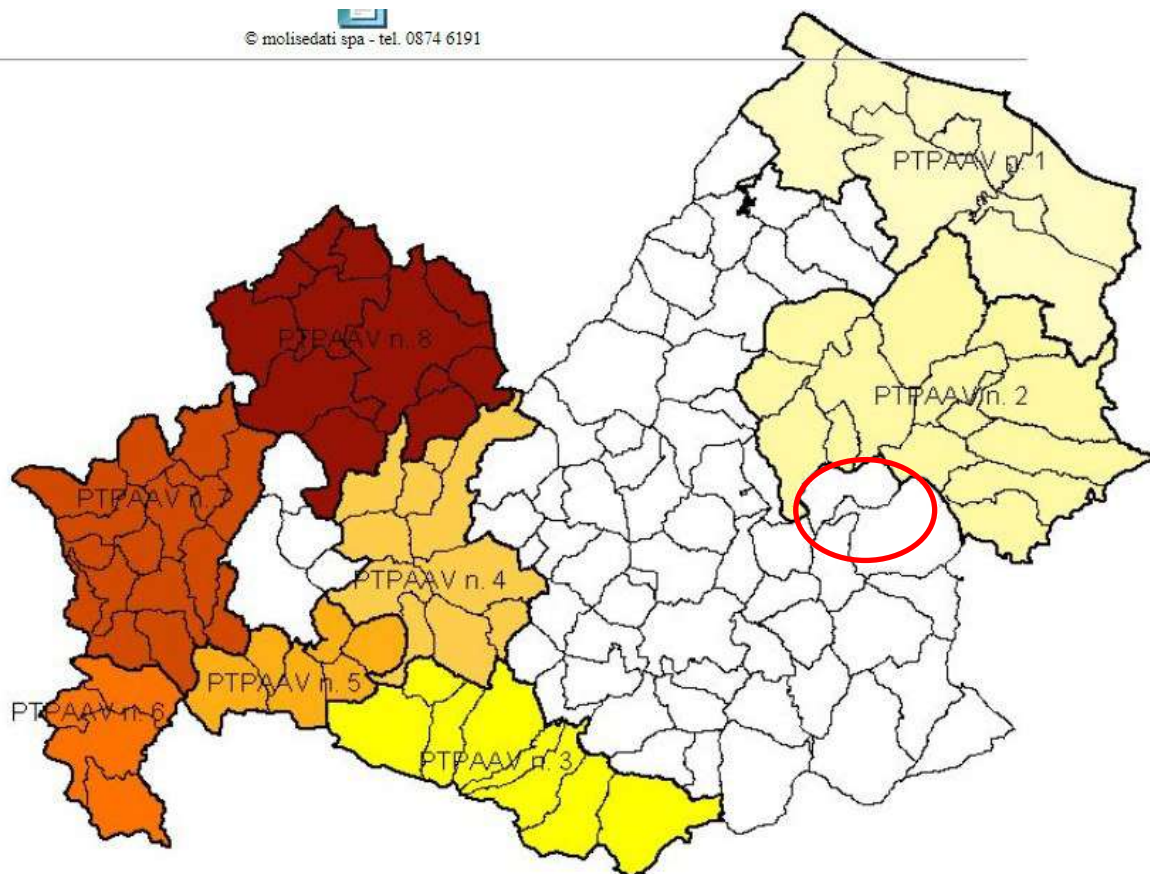 © molisedati spa - tel. 0874 6191
PTPAAV n. 1
PTPAAV n. 8
PTPAAV n. 2
PTPAAV n. 7
PTPAAV n. 4
PTPAAV n. 5
PTPAAV n. 6
PTPAAV n. 3